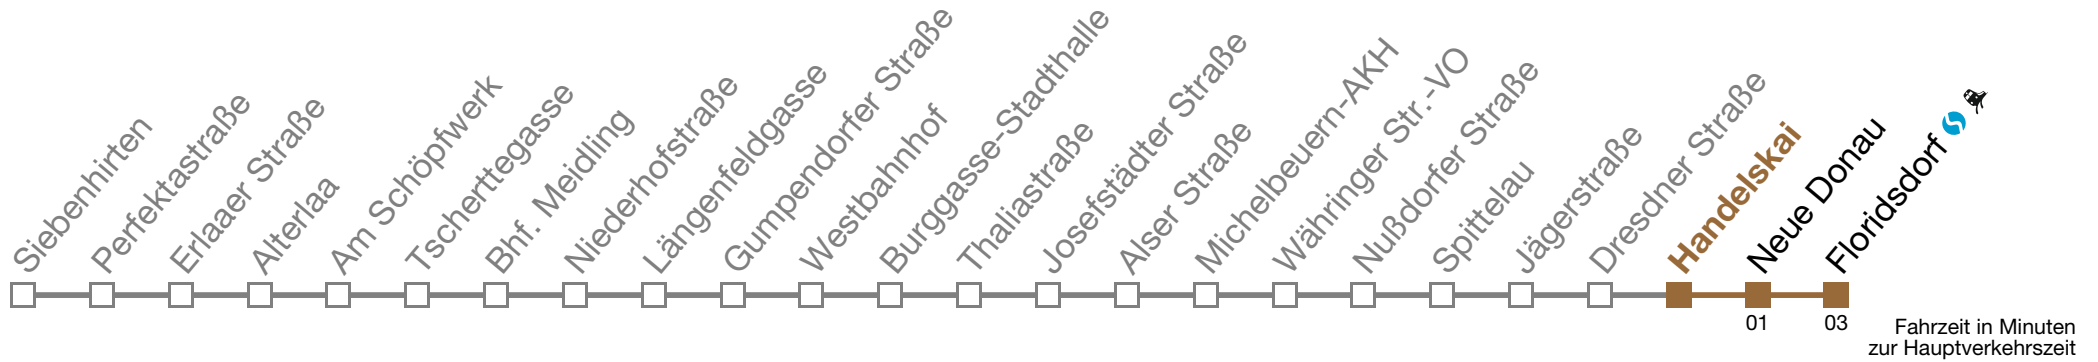 Siebenhirten
Perfektastraße
Erlaaer Straße
Alterlaa
Am Schöpfwerk
Tscherttegasse
Bhf. Meidling
Niederhofstraße
Längenfeldgasse
Gumpendorfer Straße
Westbahnhof
Burggasse-Stadthalle
Thaliastraße
Josefstädter Straße
Alser Straße
Michelbeuern-AKH
Währinger Str.-VO
Nußdorfer Straße
Spittelau
Jägerstraße
Dresdner Straße
Handelskai
Neue Donau
Floridsdorf
01
03
Fahrzeit in Minuten
zur Hauptverkehrszeit